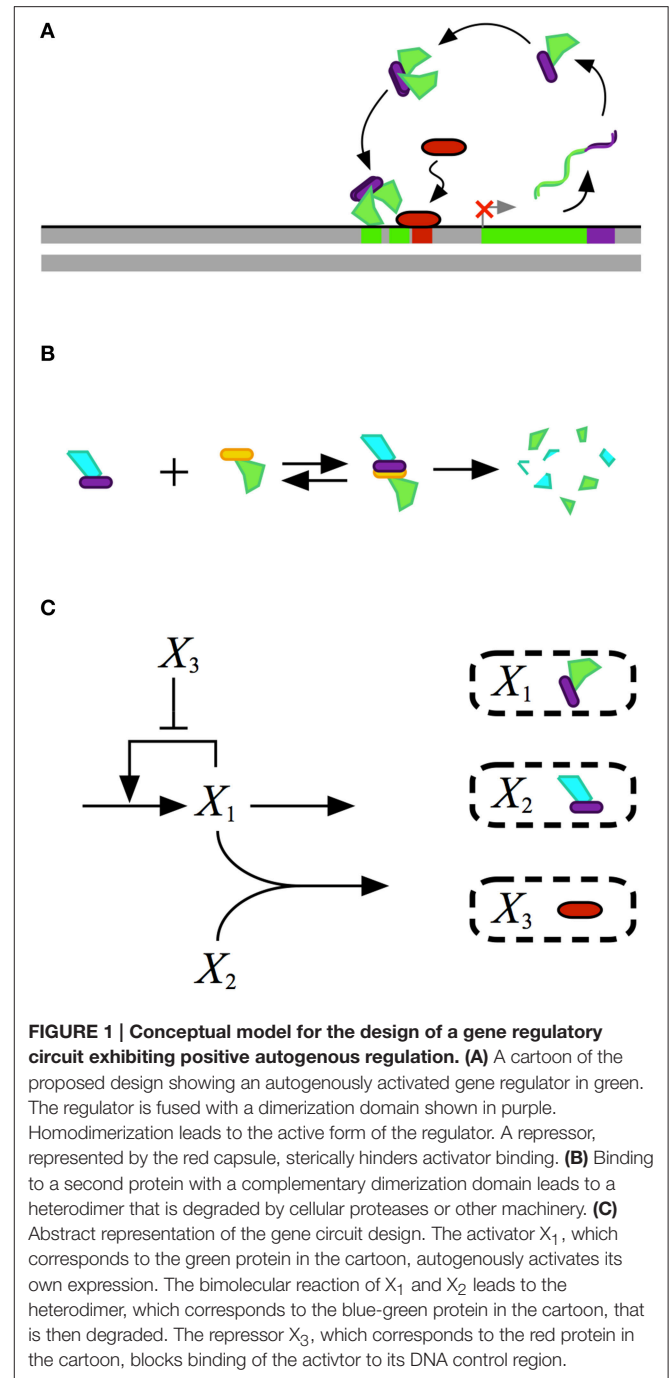 A
B
C
X₃
X₁
X₂
X₁
X₂
X₃
FIGURE 1 | Conceptual model for the design of a gene regulatory
circuit exhibiting positive autogenous regulation. (A) A cartoon of the
proposed design showing an autogenously activated gene regulator in green.
The regulator is fused with a dimerization domain shown in purple.
Homodimerization leads to the active form of the regulator. A repressor,
represented by the red capsule, sterically hinders activator binding. (B) Binding
to a second protein with a complementary dimerization domain leads to a
heterodimer that is degraded by cellular proteases or other machinery. (C)
Abstract representation of the gene circuit design. The activator X₁, which
corresponds to the green protein in the cartoon, autogenously activates its
own expression. The bimolecular reaction of X₁ and X₂ leads to the
heterodimer, which corresponds to the blue-green protein in the cartoon, that
is then degraded. The repressor X₃, which corresponds to the red protein in
the cartoon, blocks binding of the activtor to its DNA control region.